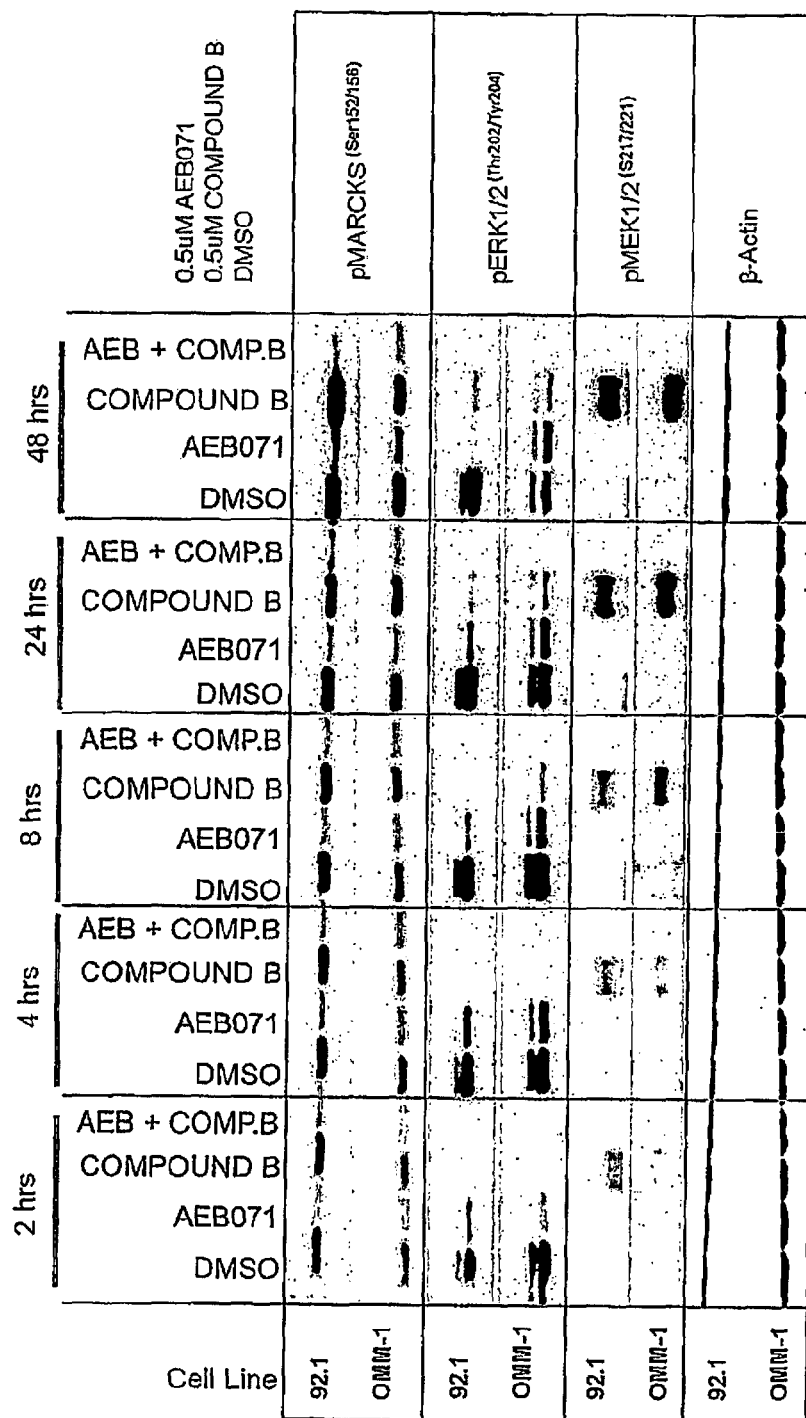 0.5uM AEB071
0.5uM COMPOUND B
DMSO
pMARCKS (Ser152/156)
pERK1/2 (Thr202/Tyr204)
pMEK1/2 (S217/221)
β-Actin
48 hrs
AEB + COMP.B
COMPOUND B
AEB071
DMSO
24 hrs
AEB + COMP.B
COMPOUND B
AEB071
DMSO
8 hrs
AEB + COMP.B
COMPOUND B
AEB071
DMSO
4 hrs
AEB + COMP.B
COMPOUND B
AEB071
DMSO
2 hrs
AEB + COMP.B
COMPOUND B
AEB071
DMSO
Cell Line
92.1
OMM-1
92.1
OMM-1
92.1
OMM-1
92.1
OMM-1